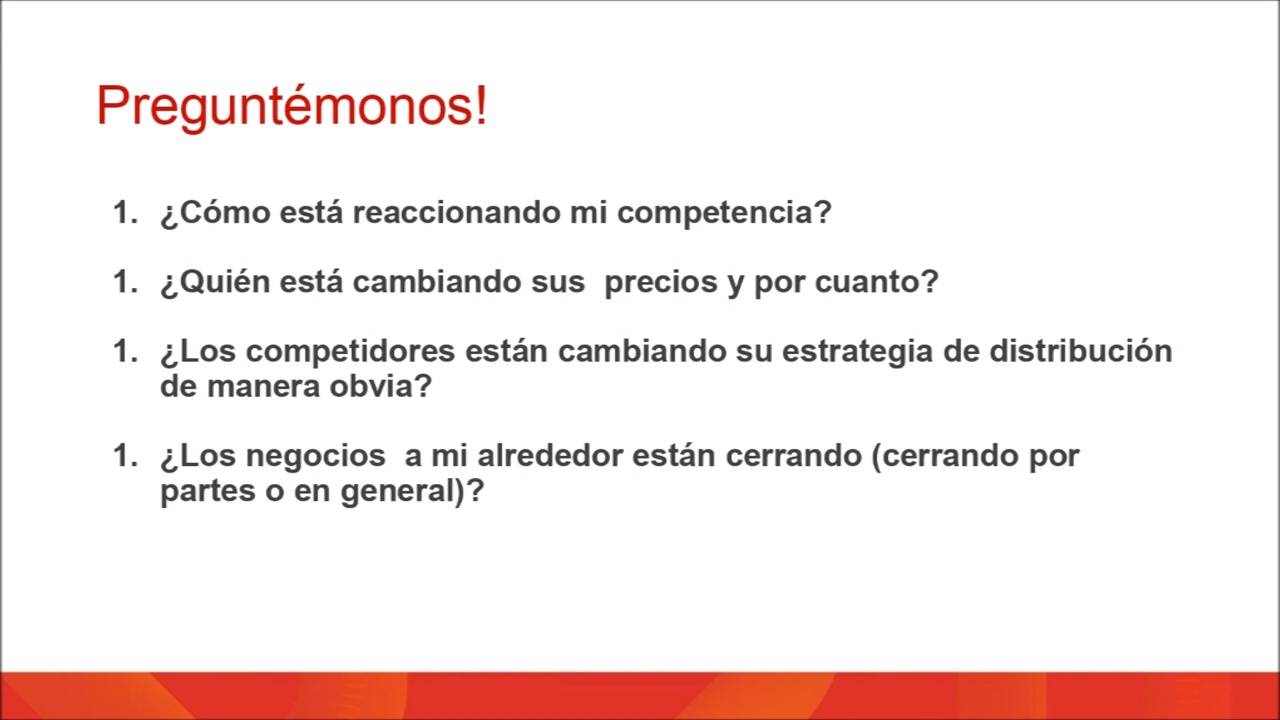 Preguntémonos!
1. ¿Cómo está reaccionando mi competencia?
1. ¿Quién está cambiando sus  precios y por cuanto?
1. ¿Los competidores están cambiando su estrategia de distribución
de manera obvia?
1. ¿Los negocios  a mi alrededor están cerrando (cerrando por
partes o en general)?